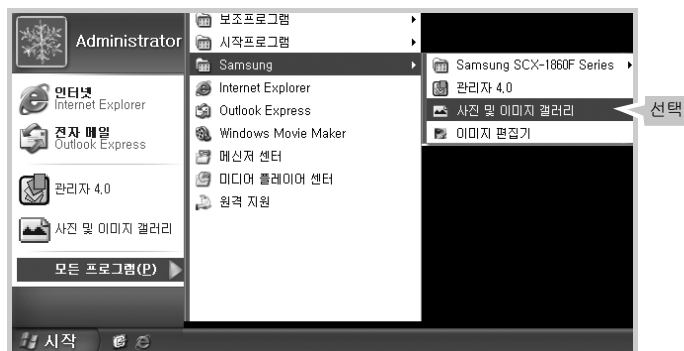 Administrator
인터넷
Internet Explorer
전자 메일
Outlook Express
관리자 4,0
사진 및 이미지 갤러리
모든 프로그램(P)
시작
보조프로그램
시작프로그램
Samsung
Internet Explorer
Outlook Express
Windows Movie Maker
메신저 센터
미디어 플레이어 센터
원격 지원
Samsung SCX-1860F Series
관리자 4,0
사진 및 이미지 갤러리
이미지 편집기
선택